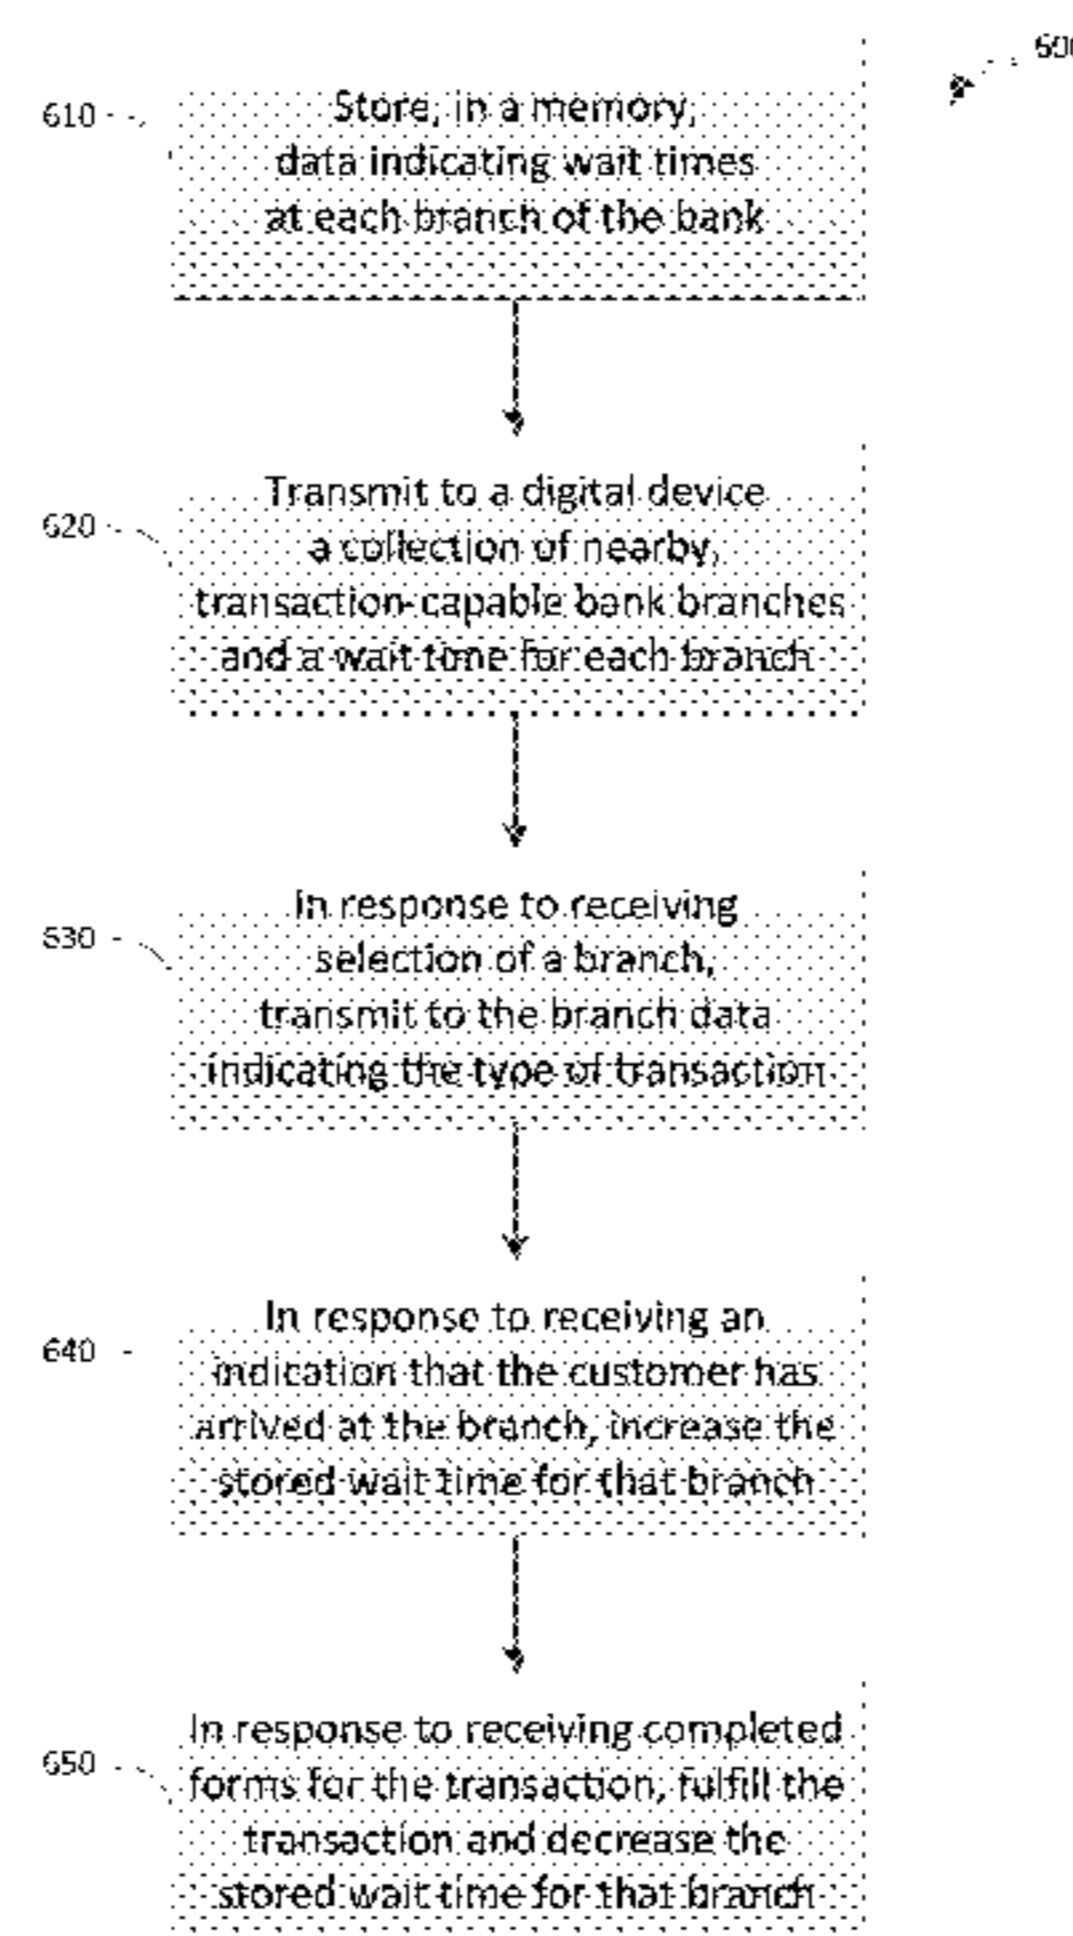 600
610
Store, in a memory,
data indicating wait times
at each branch of the bank
620
Transmit to a digital device
a collection of nearby,
transaction-capable bank branches
and a wait time for each branch
630
In response to receiving
selection of a branch,
transmit to the branch data
indicating the type of transaction
640
In response to receiving an
indication that the customer has
arrived at the branch, increase the
stored wait time for that branch
650
In response to receiving completed
forms for the transaction, fulfill the
transaction and decrease the
stored wait time for that branch